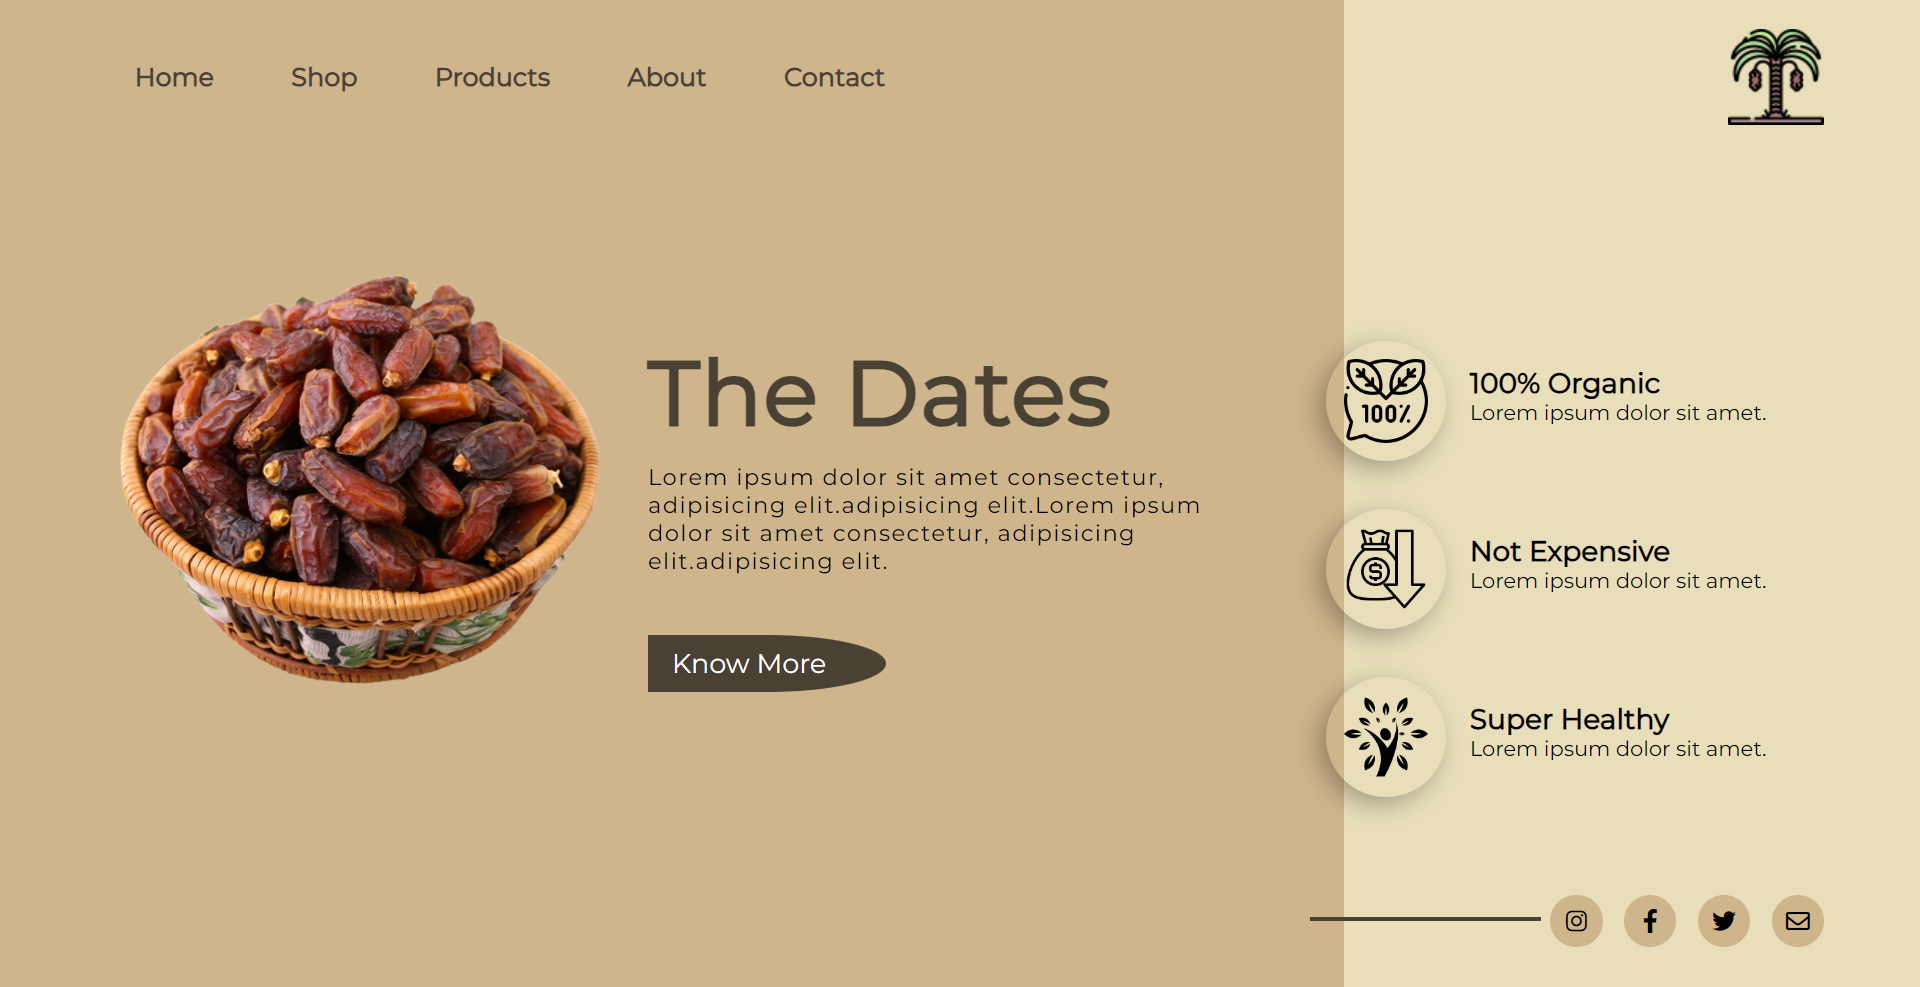 Home Shop Products About Contact
The Dates
Lorem ipsum dolor sit amet consectetur,
adipisicing elit.adipisicing elit.Lorem ipsum
dolor sit amet consectetur, adipisicing
elit.adipisicing elit.
Know More
100%
100% Organic
Lorem ipsum dolor sit amet.
$
Not Expensive
Lorem ipsum dolor sit amet.
Super Healthy
Lorem ipsum dolor sit amet.